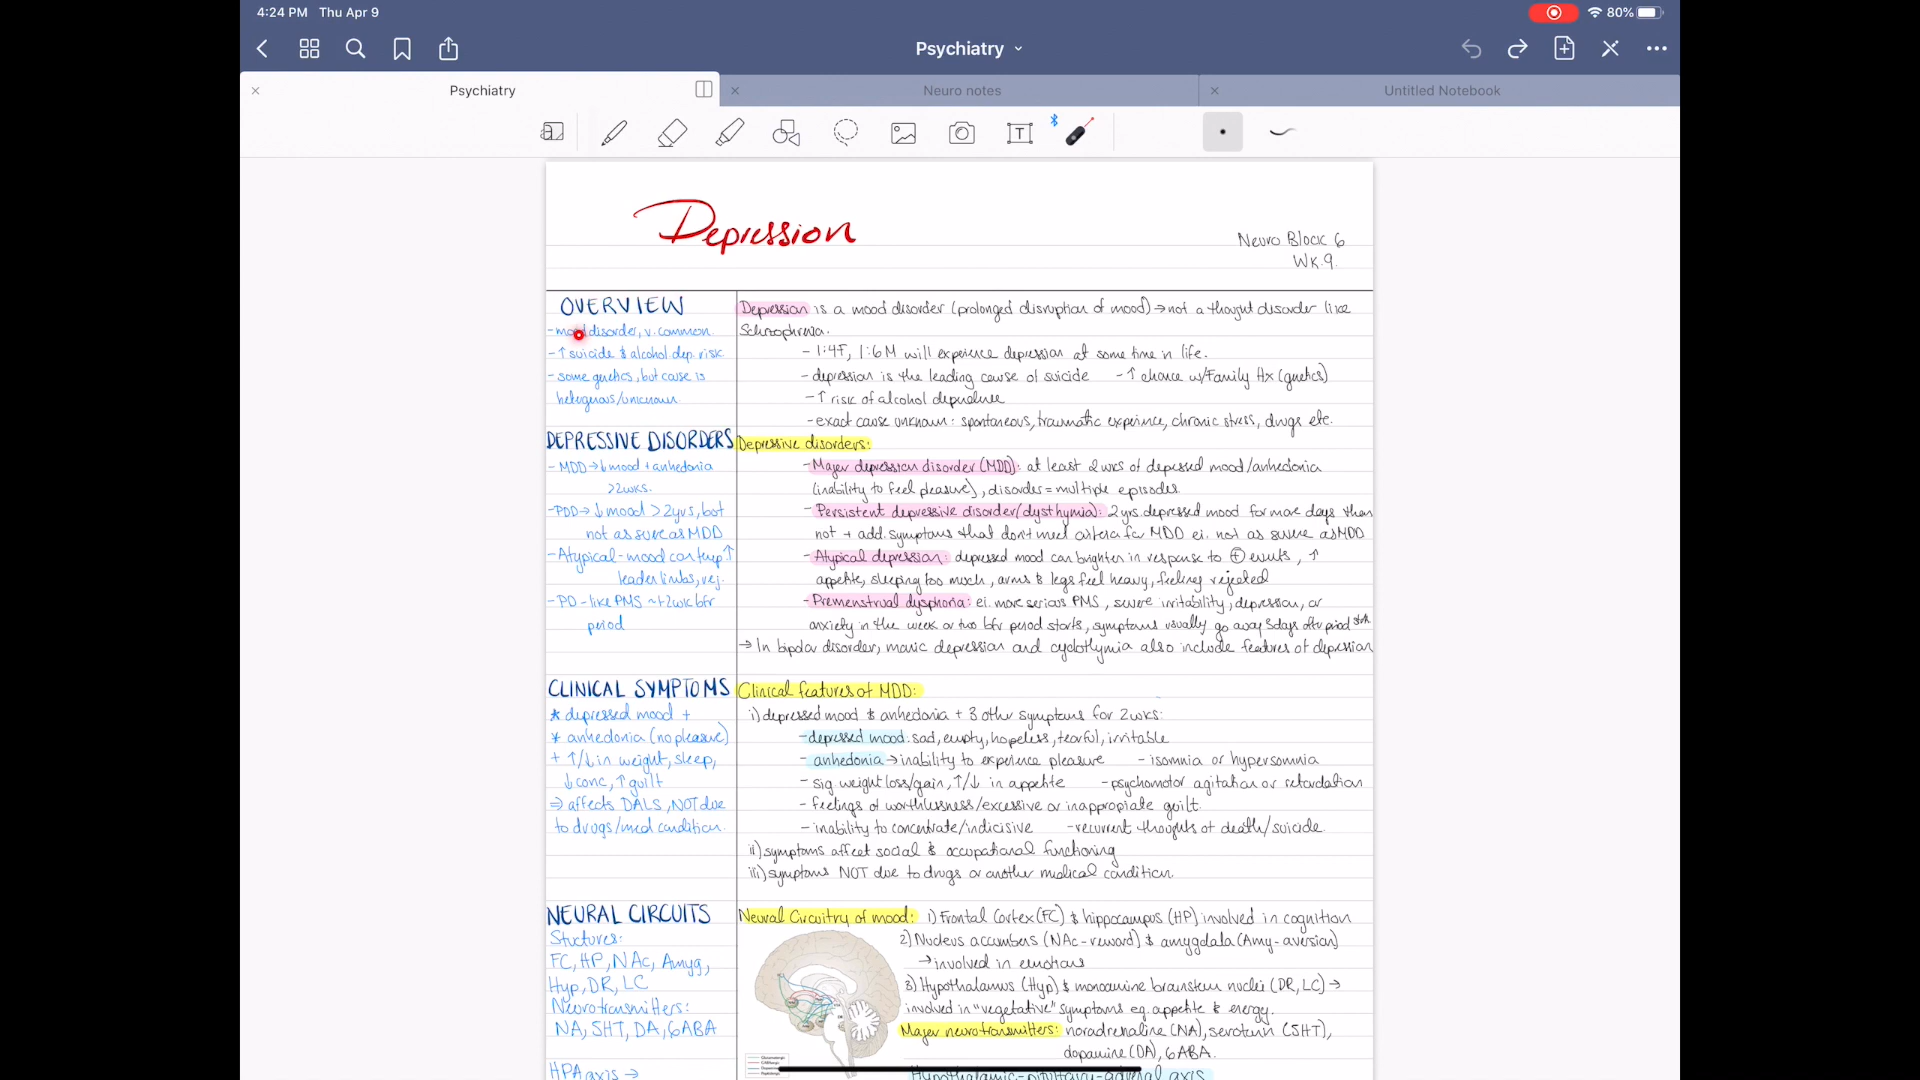 4:24 PM Thu Apr 9
80%
Psychiatry
Psychiatry
Neuro notes
Untitled Notebook
T
Depression
Neuro Block 6
Wk.9.
OVERVIEW
- mood disorder, v. common
- ↑ suicide & alcohol dep. risk
- some genetics, but cause is
/unknown
Depression is a mood disorder (prolonged disruption of mood) → not a thought disorder like
Schizophrenia.
- 1:4F, 1:6M will experience depression at some time in life.
- depression is the leading cause of suicide - ↑ chance w/Family Hx (gnetics)
- ↑ risk of alcohol dependence
- exact cause unknown: spontaneous, traumatic experience, chronic stress, drugs etc.
DEPRESSIVE DISORDERS
- MDD → ↓ mood + anhedonia
>2wks.
- PDD → ↓ mood > 2yrs, but
not as severe as MDD
- Atypical - mood can temp ↑
leaden limbs, rej.
- PD - like PMS ~1-2wk bfr
period
Depressive disorders:
- Major depression disorder (MDD): at least 2 wks of depressed mood/anhedonia
(inability to feel pleasure), disorder = multiple episodes
- Persistent depressive disorder (dysthymia): 2 yrs. depressed mood for more days than
not + add. symptoms that don't meet criteria for MDD ei. not as severe as MDD
- Atypical depression: depressed mood can brighten in response to ⊕ events, ↑
appetite, sleeping too much, arms & legs feel heavy, feeling rejected
- Premenstrual dysphoria: ei. more serious PMS, severe irritability, depression, or
anxiety in the week or two bfr period starts, symptoms usually go away 3days after period
→ In bipolar disorder, manic depression and cyclothymia also include features of depression
CLINICAL SYMPTOMS
* depressed mood +
* anhedonia (no pleasure)
+ ↑/↓ in weight, sleep,
↓ conc, ↑ guilt
⇒ affects DALS, NOT due
to drugs/med condition.
Clinical features of MDD:
i) depressed mood & anhedonia + 3 other symptoms for 2 wks:
- depressed mood: sad, empty, hopeless, tearful, irritable
- anhedonia → inability to experience pleasure - isomnia or hypersomnia
- sig. weight loss/gain, ↑/↓ in appetite - psychomotor agitation or retardation
- feelings of worthlessness/excessive or inappropiate guilt.
- inability to concentrate/indicisive - recurrent thoughts of death/suicide.
ii) symptoms affect social & occupational functioning
iii) symptoms NOT due to drugs or another medical condition.
NEURAL CIRCUITS
Stuctures:
FC, HP, NAc, Amyg,
Hyp, DR, LC
Neurotransmitters:
NA, 5HT, DA, GABA
HPA axis →
Neural Circuitry of mood: 1) Frontal Cortex (FC) & hippocampus (HP) involved in cognition
2) Nucleus accumbers (NAc - reward) & amygdala (Amy - aversion)
→ involved in emotions
3) Hypothalamus (Hyp) & monoamine brainstem nuclei (DR, LC) →
involved in "vegetative" symptoms eg. appetite & energy.
Major neurotransmitters: noradrenaline (NA), serotonin (5HT),
dopamine (DA), GABA.
Hypothalamic-pituitary-adrenal axis